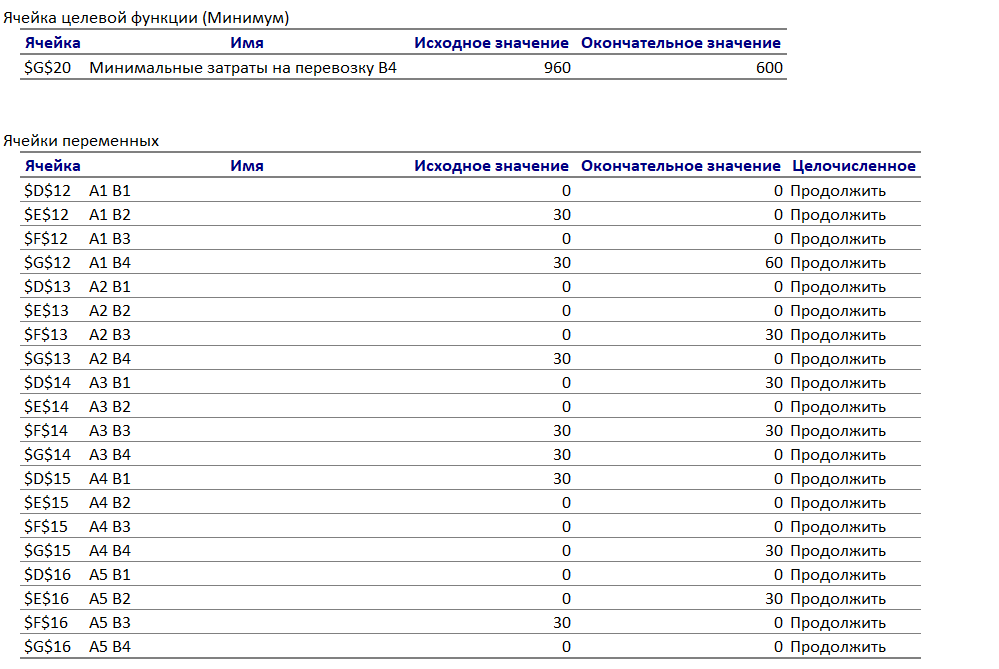 Ячейка целевой функции (Минимум)
Ячейка Имя Исходное значение Окончательное значение
$G$20 Минимальные затраты на перевозку B4 960 600
Ячейки переменных
Ячейка Имя Исходное значение Окончательное значение Целочисленное
$D$12 A1 B1 0 0 Продолжить
$E$12 A1 B2 30 0 Продолжить
$F$12 A1 B3 0 0 Продолжить
$G$12 A1 B4 30 60 Продолжить
$D$13 A2 B1 0 0 Продолжить
$E$13 A2 B2 0 0 Продолжить
$F$13 A2 B3 0 30 Продолжить
$G$13 A2 B4 30 0 Продолжить
$D$14 A3 B1 0 30 Продолжить
$E$14 A3 B2 0 0 Продолжить
$F$14 A3 B3 30 30 Продолжить
$G$14 A3 B4 30 0 Продолжить
$D$15 A4 B1 30 0 Продолжить
$E$15 A4 B2 0 0 Продолжить
$F$15 A4 B3 0 0 Продолжить
$G$15 A4 B4 0 30 Продолжить
$D$16 A5 B1 0 0 Продолжить
$E$16 A5 B2 0 30 Продолжить
$F$16 A5 B3 30 0 Продолжить
$G$16 A5 B4 0 0 Продолжить